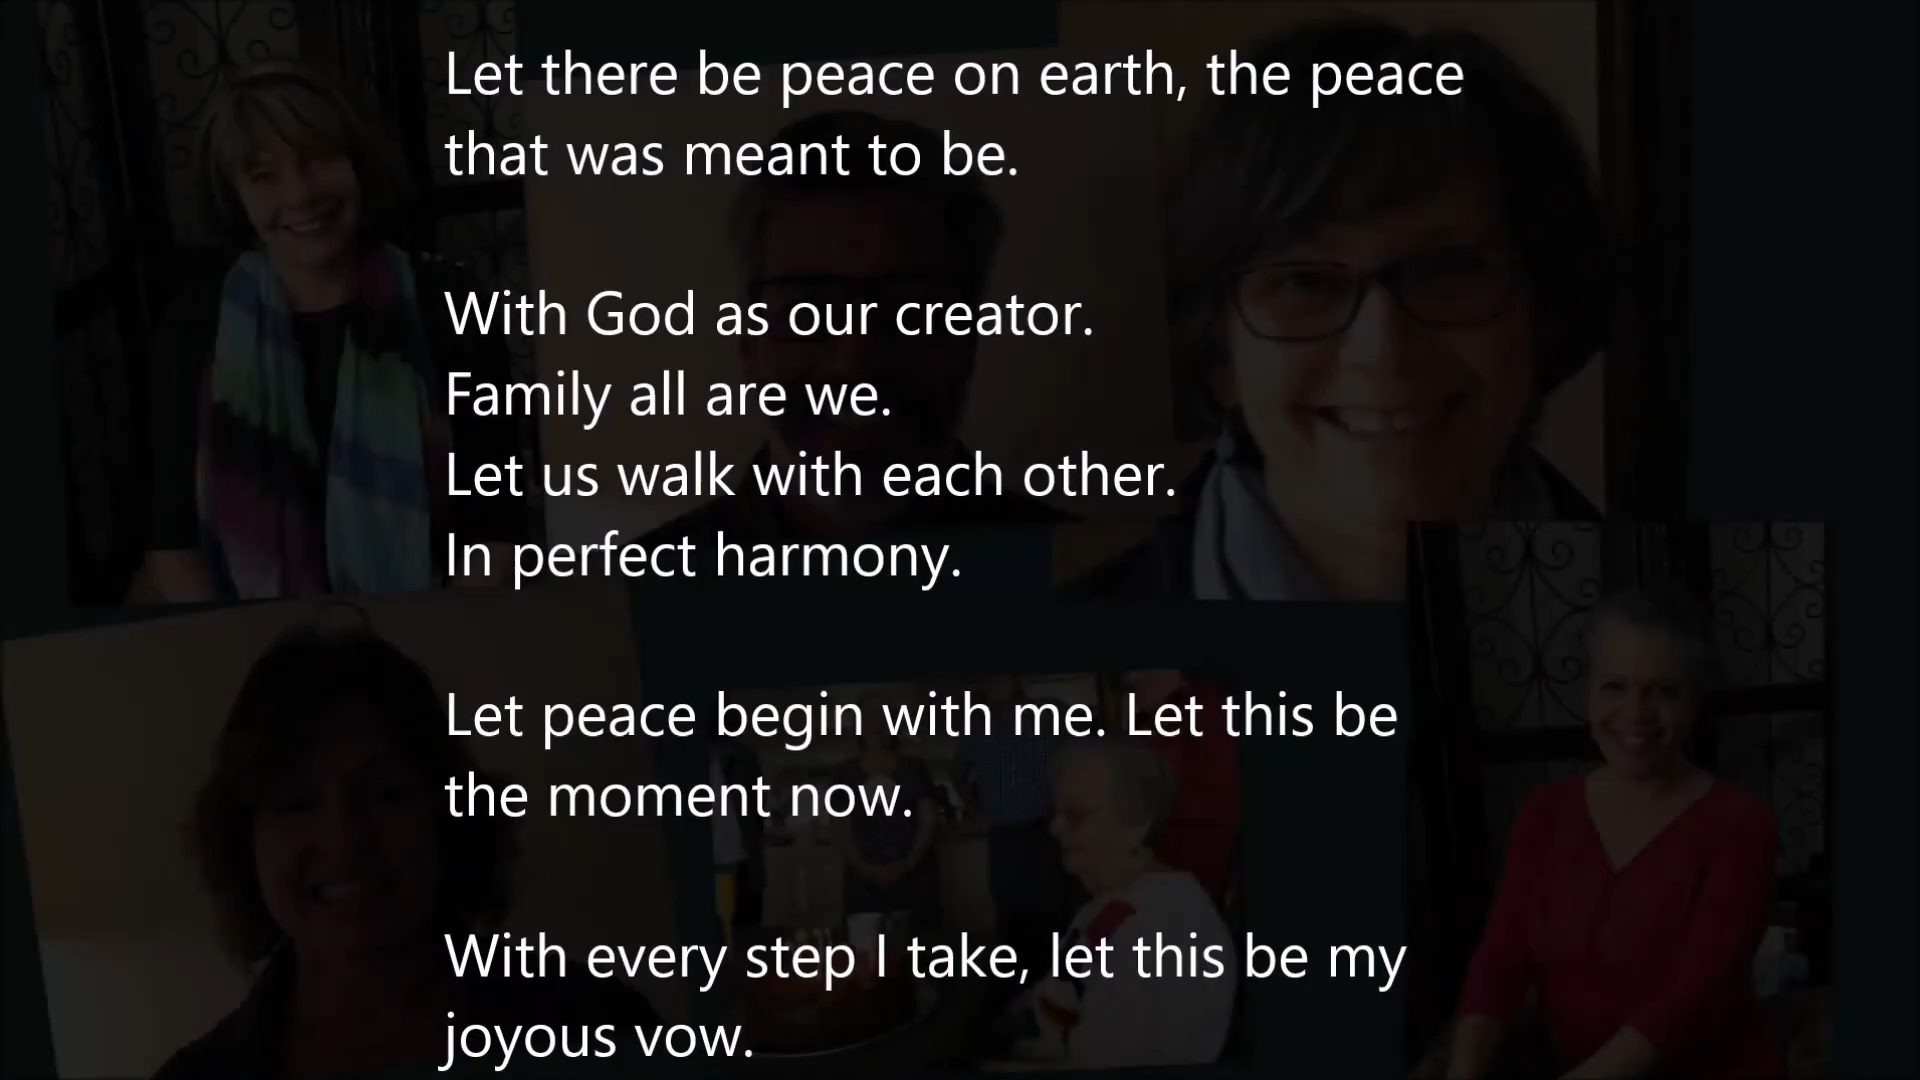 Let there be peace on earth, the peace
that was meant to be.
With God as our creator.
Family all are we.
Let us walk with each other.
In perfect harmony.
Let peace begin with me. Let this be
the moment now.
With every step I take, let this be my
joyous vow.